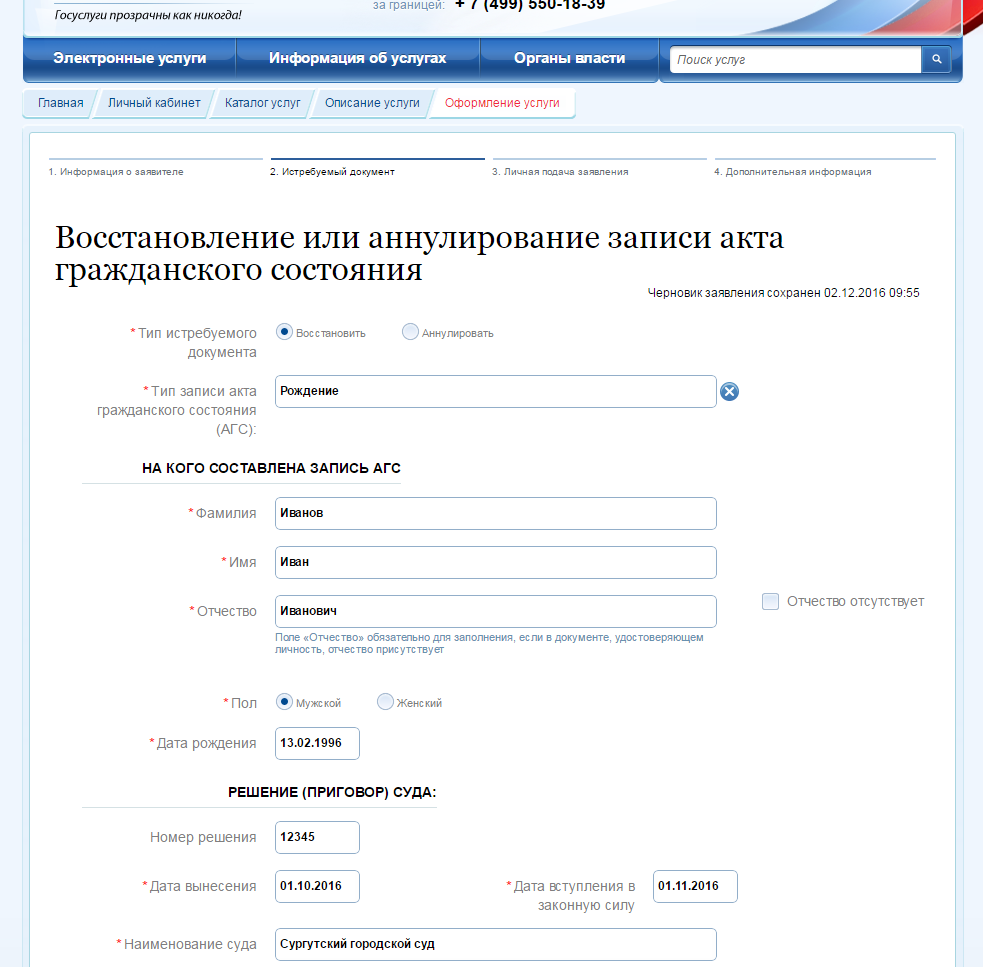 за границей: + 7 (499) 550-18-39
Госуслуги прозрачны как никогда!
Электронные услуги Информация об услугах Органы власти Поиск услуг
Главная Личный кабинет Каталог услуг Описание услуги Оформление услуги
1. Информация о заявителе 2. Истребуемый документ 3. Личная подача заявления 4. Дополнительная информация
Восстановление или аннулирование записи акта
гражданского состояния
Черновик заявления сохранен 02.12.2016 09:55
* Тип истребуемого
документа
Восстановить Аннулировать
* Тип записи акта
гражданского состояния
(АГС):
Рождение
НА КОГО СОСТАВЛЕНА ЗАПИСЬ АГС
* Фамилия Иванов
* Имя Иван
* Отчество Иванович Отчество отсутствует
Поле «Отчество» обязательно для заполнения, если в документе, удостоверяющем
личность, отчество присутствует
* Пол Мужской Женский
* Дата рождения 13.02.1996
РЕШЕНИЕ (ПРИГОВОР) СУДА:
Номер решения 12345
* Дата вынесения 01.10.2016
* Дата вступления в
законную силу
01.11.2016
* Наименование суда Сургутский городской суд